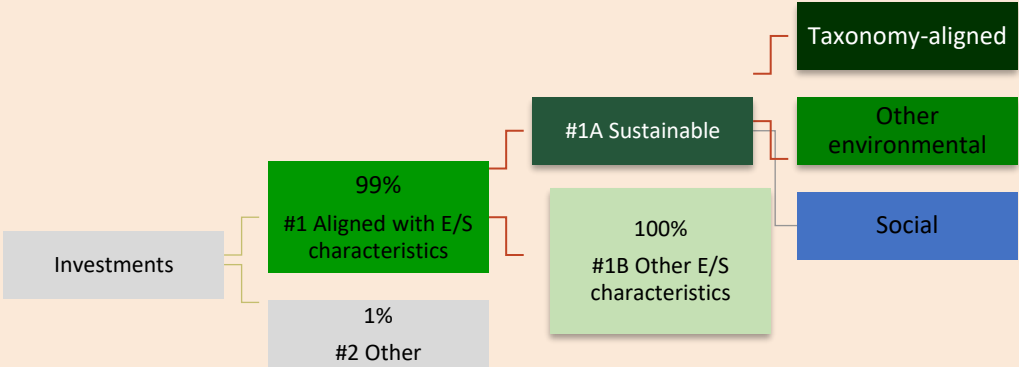 Taxonomy-aligned
#1A Sustainable
Other
environmental
99%
#1 Aligned with E/S
characteristics
100%
#1B Other E/S
characteristics
Social
Investments
1%
#2 Other